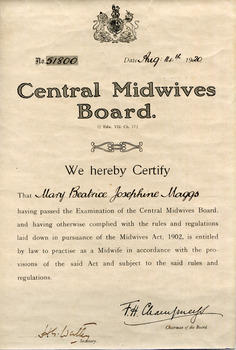 No. 51800 Date Aug. 14th 1920
Central Midwives
Board.
(2 Edw. VII. Ch. 17.)
We hereby Certify
That Mary Beatrice Josephine Maggs
having passed the Examination of the Central Midwives Board,
and having otherwise complied with the rules and regulations
laid down in pursuance of the Midwives Act, 1902, is entitled
by law to practise as a Midwife in accordance with the pro-
visions of the said Act and subject to the said rules and
regulations.
F.H. Champneys
Chairman of the Board.
Secretary.